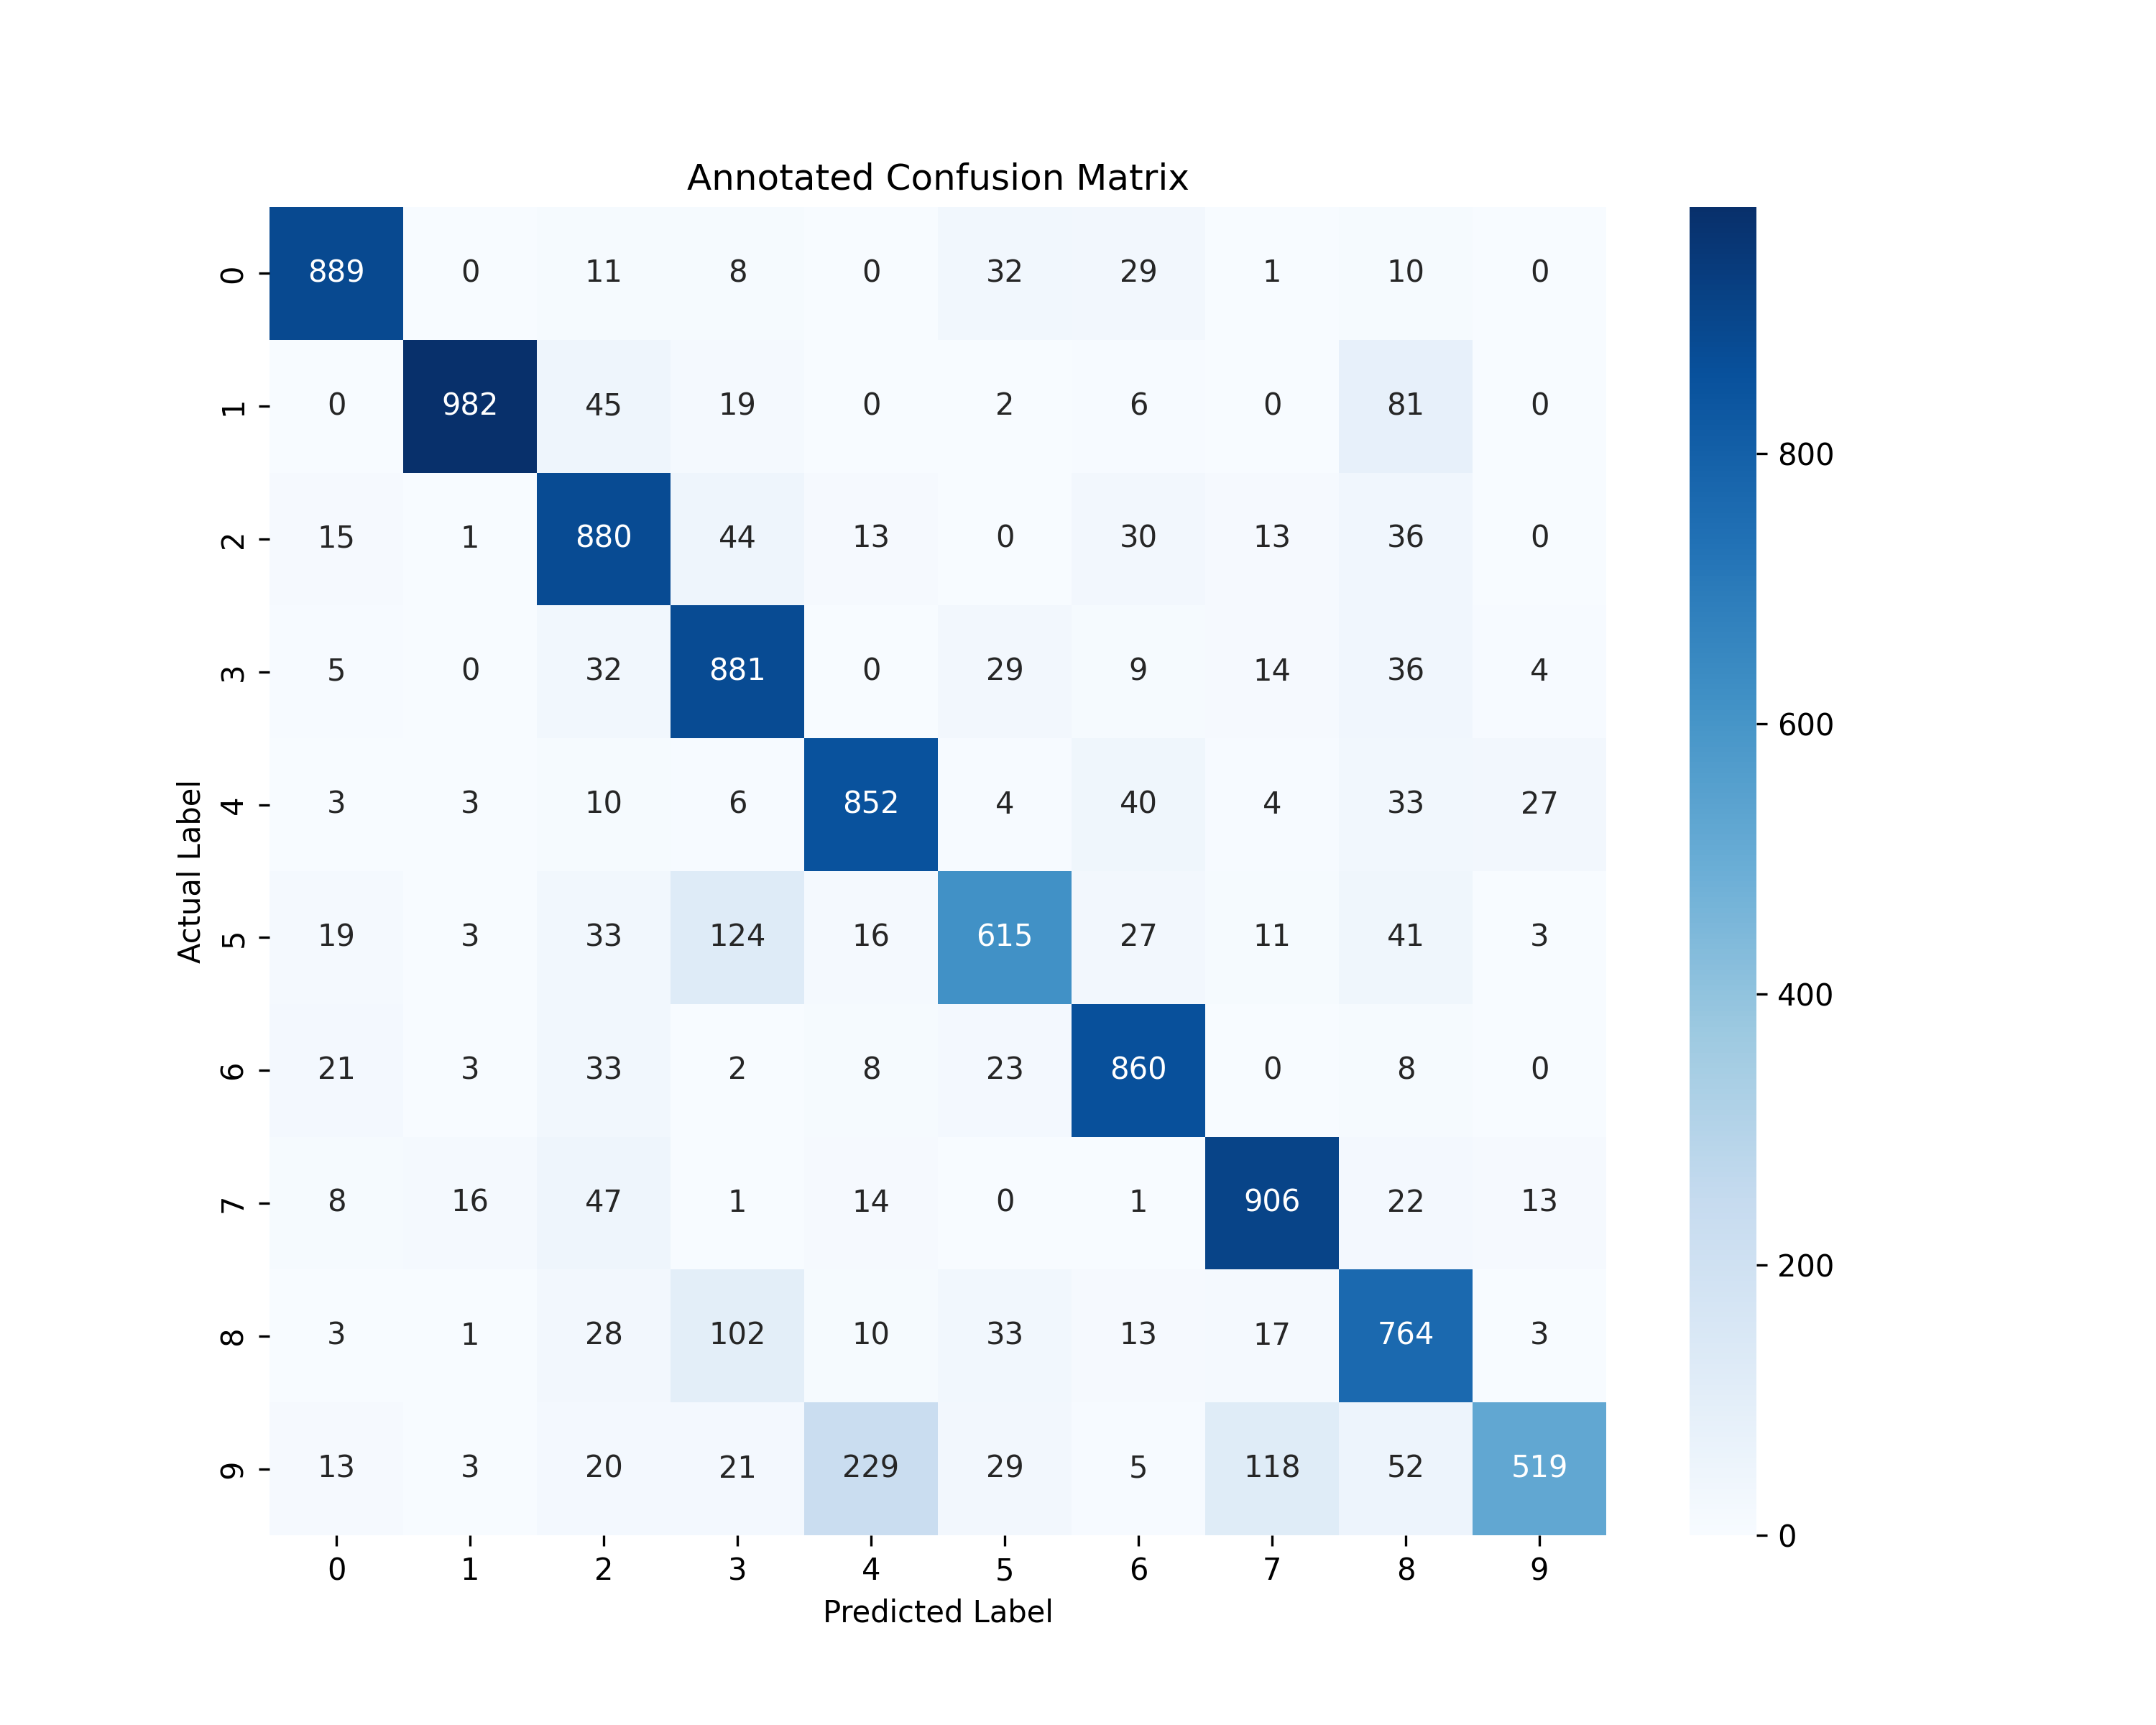 Annotated Confusion Matrix
0 889 0 11 8 0 32 29 1 10 0
1 0 982 45 19 0 2 6 0 81 0
2 15 1 880 44 13 0 30 13 36 0
3 5 0 32 881 0 29 9 14 36 4
4 3 3 10 6 852 4 40 4 33 27
5 19 3 33 124 16 615 27 11 41 3
6 21 3 33 2 8 23 860 0 8 0
7 8 16 47 1 14 0 1 906 22 13
8 3 1 28 102 10 33 13 17 764 3
9 13 3 20 21 229 29 5 118 52 519
0 1 2 3 4 5 6 7 8 9
Predicted Label
Actual Label
800
600
400
200
0